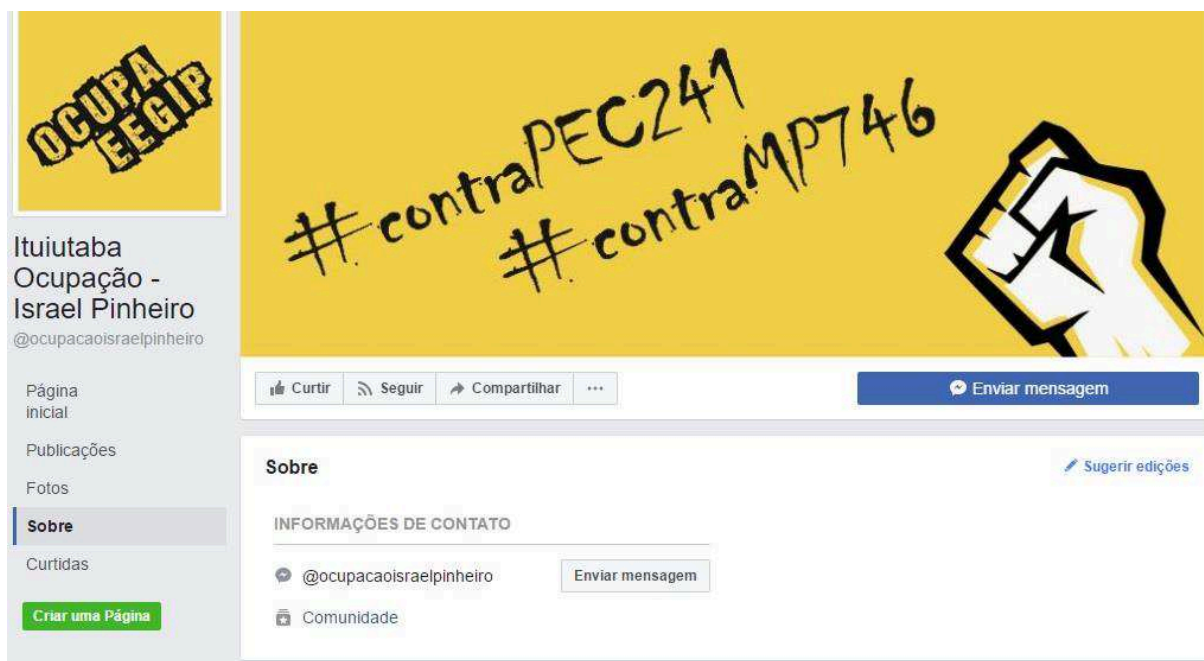 OCUPA
EEGIP
#contraPEC241
#contraMP746
Ituiutaba
Ocupação -
Israel Pinheiro
@ocupacaoisraelpinheiro
Página
inicial
Publicações
Fotos
Sobre
Curtidas
Criar uma Página
Curtir Seguir Compartilhar ...
Enviar mensagem
Sobre
Sugerir edições
INFORMAÇÕES DE CONTATO
@ocupacaoisraelpinheiro
Enviar mensagem
Comunidade